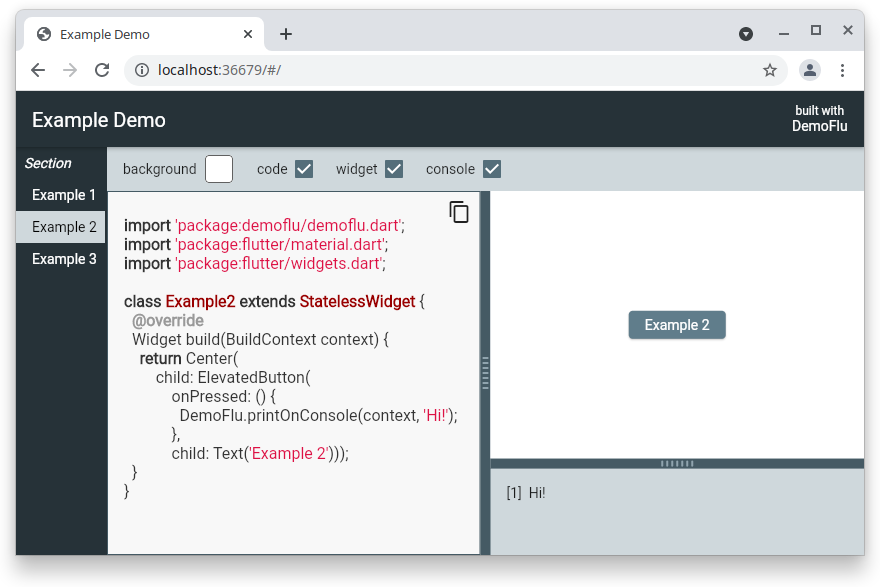 Example Demo
localhost:36679/#/
Example Demo
built with
DemoFlu
Section
Example 1
Example 2
Example 3
background
code
widget
console
import 'package:demoflu/demoflu.dart';
import 'package:flutter/material.dart';
import 'package:flutter/widgets.dart';
class Example2 extends StatelessWidget {
@override
Widget build(BuildContext context) {
return Center(
child: ElevatedButton(
onPressed: () {
DemoFlu.printOnConsole(context, 'Hi!');
},
child: Text('Example 2')));
}
}
Example 2
[1] Hi!